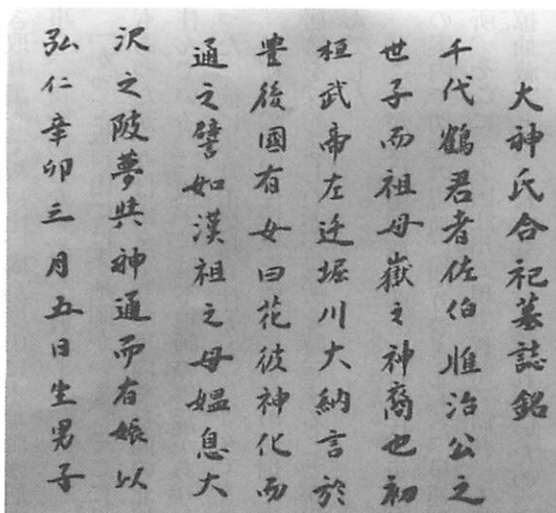 大神氏合祀墓誌銘
千代鶴君者佐伯惟治公之
世子而祖母嶽之神裔也初
桓武帝左迁堀川大納言於
豊後國有女曰花彼神化而
通之譬如漢祖之母媼息大
沢之陂夢與神通而有娠以
弘仁辛卯三月五日生男子